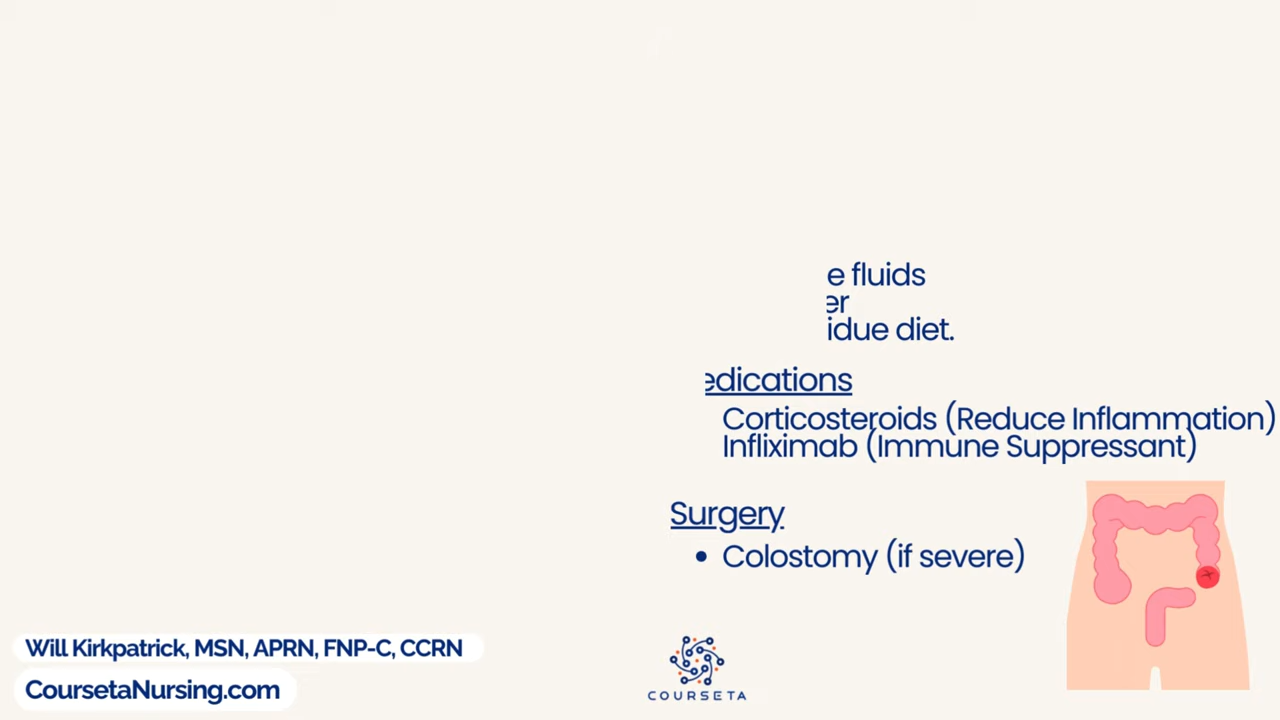 e fluids
er
idue diet.
edications
Corticosteroids (Reduce Inflammation)
Infliximab (Immune Suppressant)
Surgery
• Colostomy (if severe)
Will Kirkpatrick, MSN, APRN, FNP-C, CCRN
CoursetaNursing.com
COURSETA